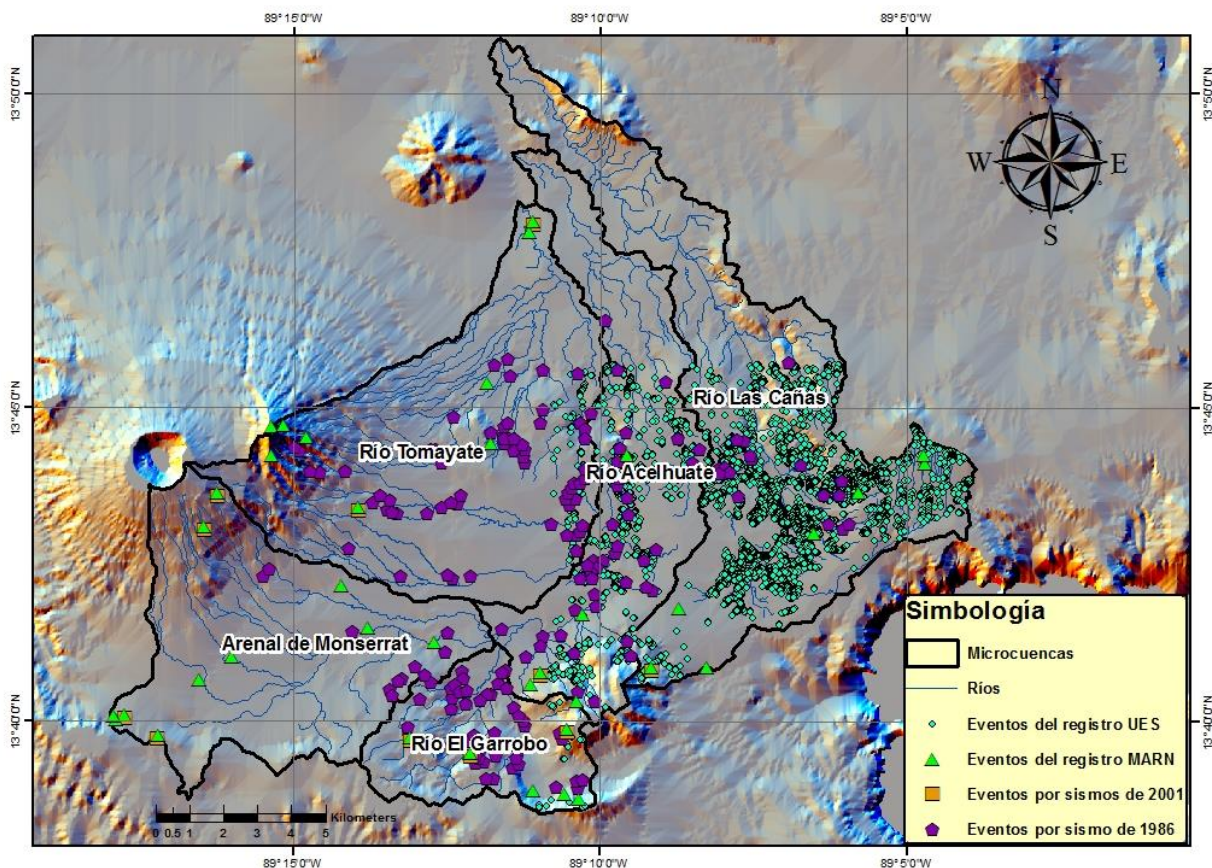 89° 15'0"W
89° 10'0"W
89° 5'0"W
13° 50'0"N
13° 50'0"N
N
W
E
S
13° 45'0"N
13° 45'0"N
Río Las Cañas
Río Tomayate
Río Acelhuate
Arenal de Monserrat
Río El Garrobo
13° 40'0"N
13° 40'0"N
Simbología
Microcuencas
Ríos
Eventos del registro UES
Eventos del registro MARN
Eventos por sismos de 2001
Eventos por sismo de 1986
0 0.5 1 2 3 4 5
Kilometers
89° 15'0"W
89° 10'0"W
89° 5'0"W